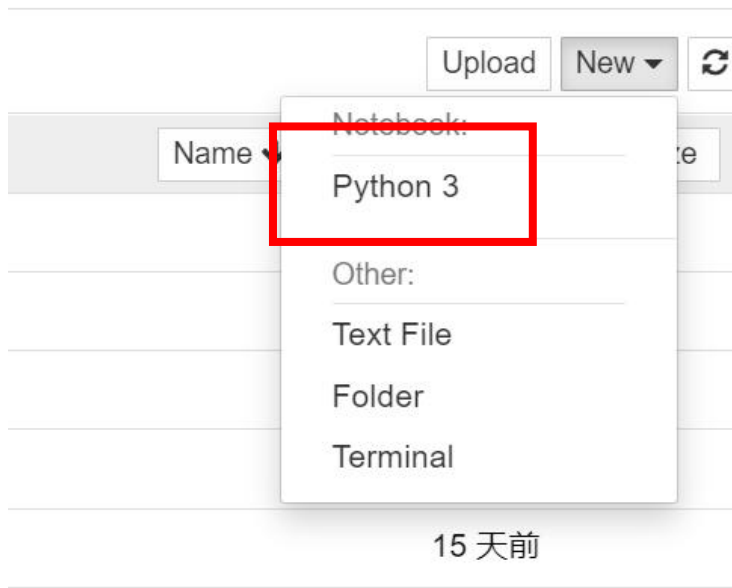 Upload New
Notebook:
Name
Python 3
Other:
Text File
Folder
Terminal
15 天前